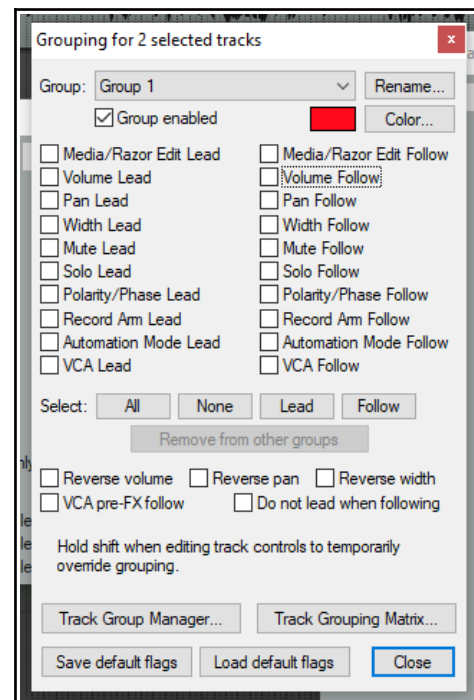 Grouping for 2 selected tracks x
Group: Group 1 Rename...
Group enabled Color...
Media/Razor Edit Lead Media/Razor Edit Follow
Volume Lead Volume Follow
Pan Lead Pan Follow
Width Lead Width Follow
Mute Lead Mute Follow
Solo Lead Solo Follow
Polarity/Phase Lead Polarity/Phase Follow
Record Arm Lead Record Arm Follow
Automation Mode Lead Automation Mode Follow
VCA Lead VCA Follow
Select: All None Lead Follow
Remove from other groups
Reverse volume Reverse pan Reverse width
VCA pre-FX follow Do not lead when following
Hold shift when editing track controls to temporarily
override grouping.
Track Group Manager... Track Grouping Matrix...
Save default flags Load default flags Close